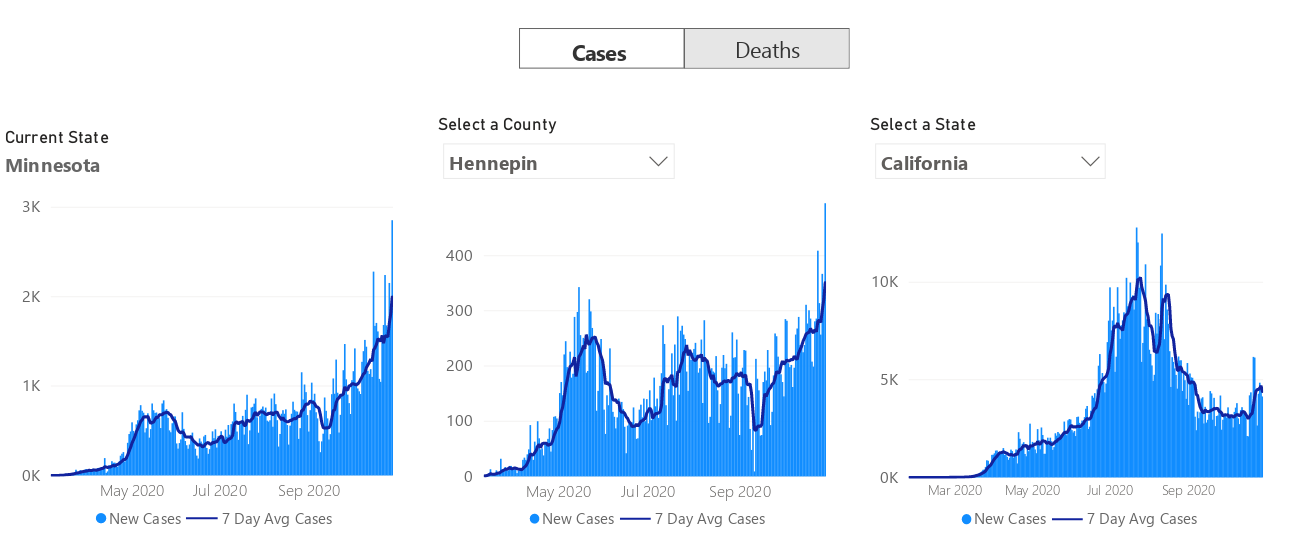 Cases
Deaths
Current State
Minnesota
3K
2K
1K
0K
May 2020
Jul 2020
Sep 2020
New Cases
7 Day Avg Cases
Select a County
Hennepin
400
300
200
100
0
May 2020
Jul 2020
Sep 2020
New Cases
7 Day Avg Cases
Select a State
California
10K
5K
0K
Mar 2020
May 2020
Jul 2020
Sep 2020
New Cases
7 Day Avg Cases